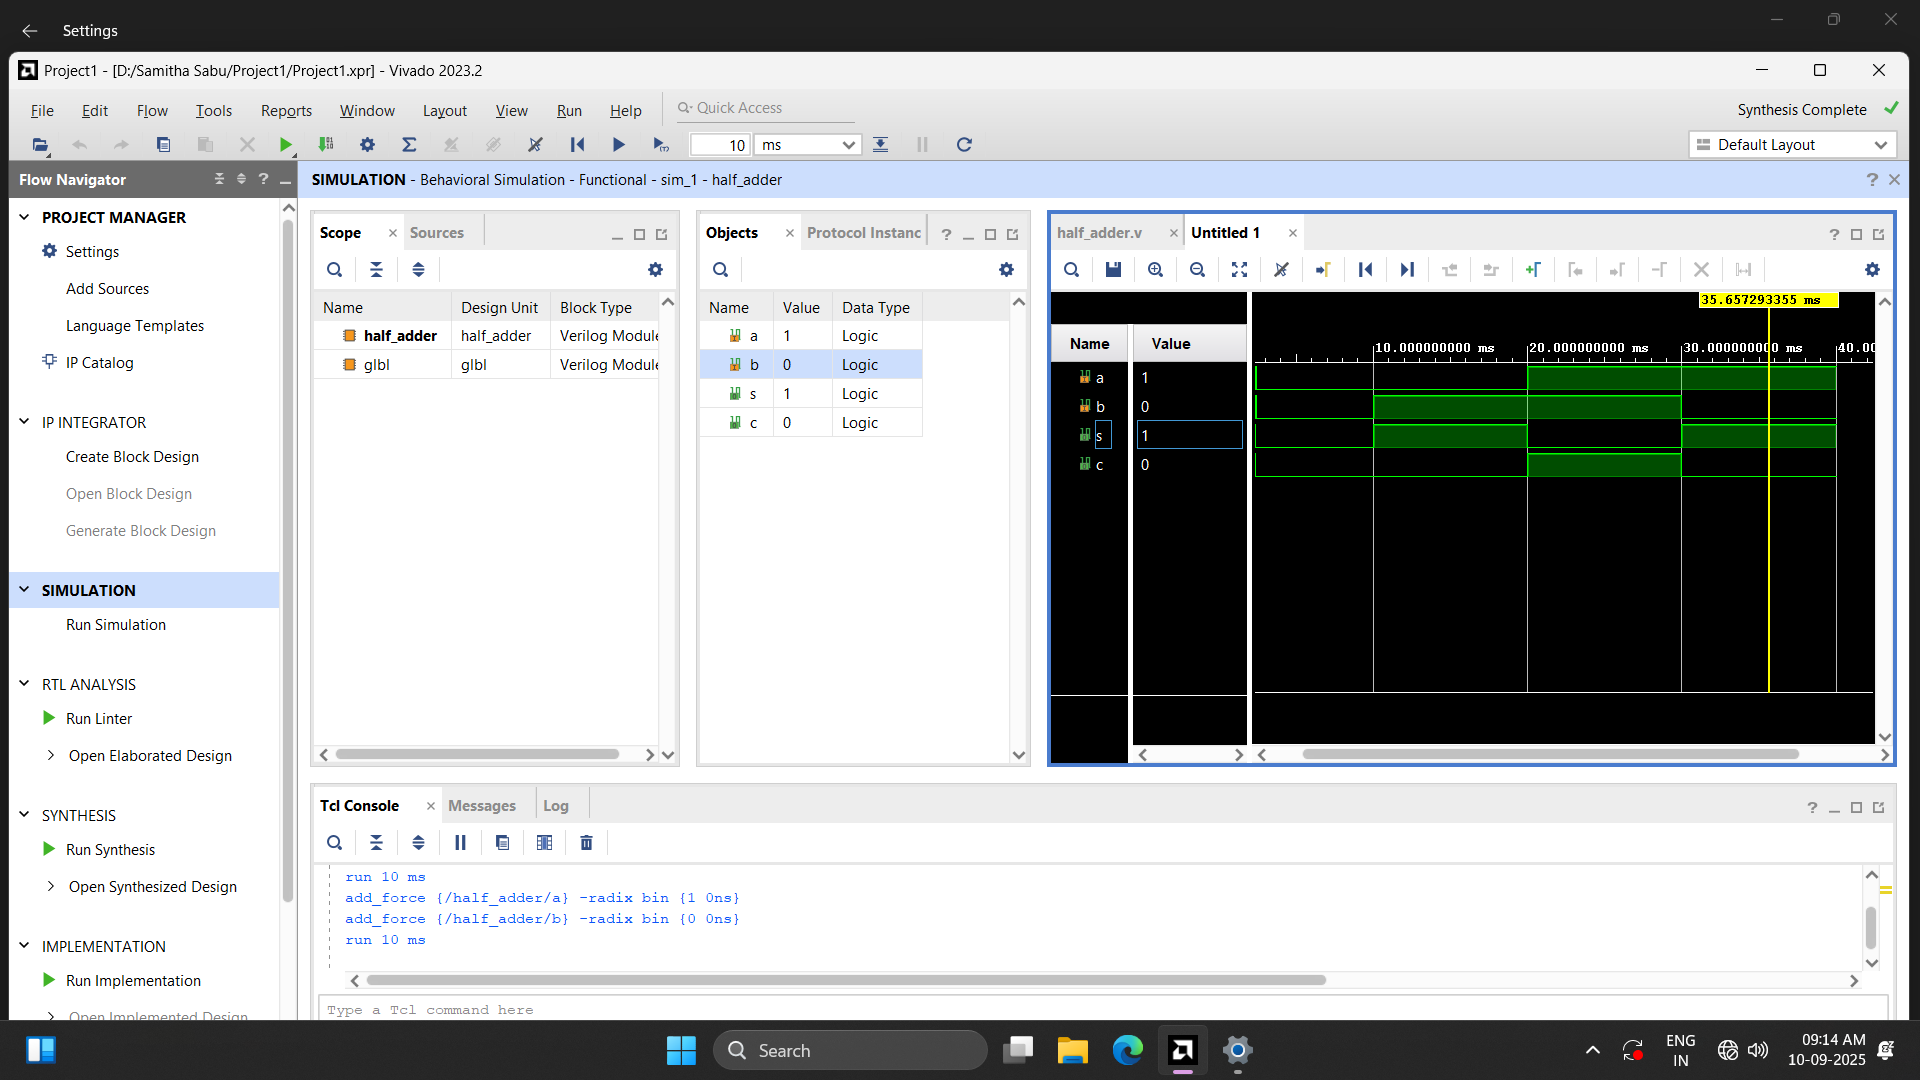 Settings
Project1 - [D:/Samitha Sabu/Project1/Project1.xpr] - Vivado 2023.2
File Edit Flow Tools Reports Window Layout View Run Help Quick Access Synthesis Complete
10 ms Default Layout
Flow Navigator
SIMULATION - Behavioral Simulation - Functional - sim_1 - half_adder
PROJECT MANAGER
Settings
Add Sources
Language Templates
IP Catalog
IP INTEGRATOR
Create Block Design
Open Block Design
Generate Block Design
SIMULATION
Run Simulation
RTL ANALYSIS
Run Linter
Open Elaborated Design
SYNTHESIS
Run Synthesis
Open Synthesized Design
IMPLEMENTATION
Run Implementation
Open Implemented Design
Scope Sources
Name Design Unit Block Type
half_adder half_adder Verilog Module
glbl glbl Verilog Module
Objects Protocol Instanc
Name Value Data Type
a 1 Logic
b 0 Logic
s 1 Logic
c 0 Logic
half_adder.v Untitled 1
35.657293355 ms
Name Value
10.000000000 ms 20.000000000 ms 30.000000000 ms 40.00
a 1
b 0
s 1
c 0
Tcl Console Messages Log
run 10 ms
add_force {/half_adder/a} -radix bin {1 0ns}
add_force {/half_adder/b} -radix bin {0 0ns}
run 10 ms
Type a Tcl command here
Search
ENG
IN
09:14 AM
10-09-2025